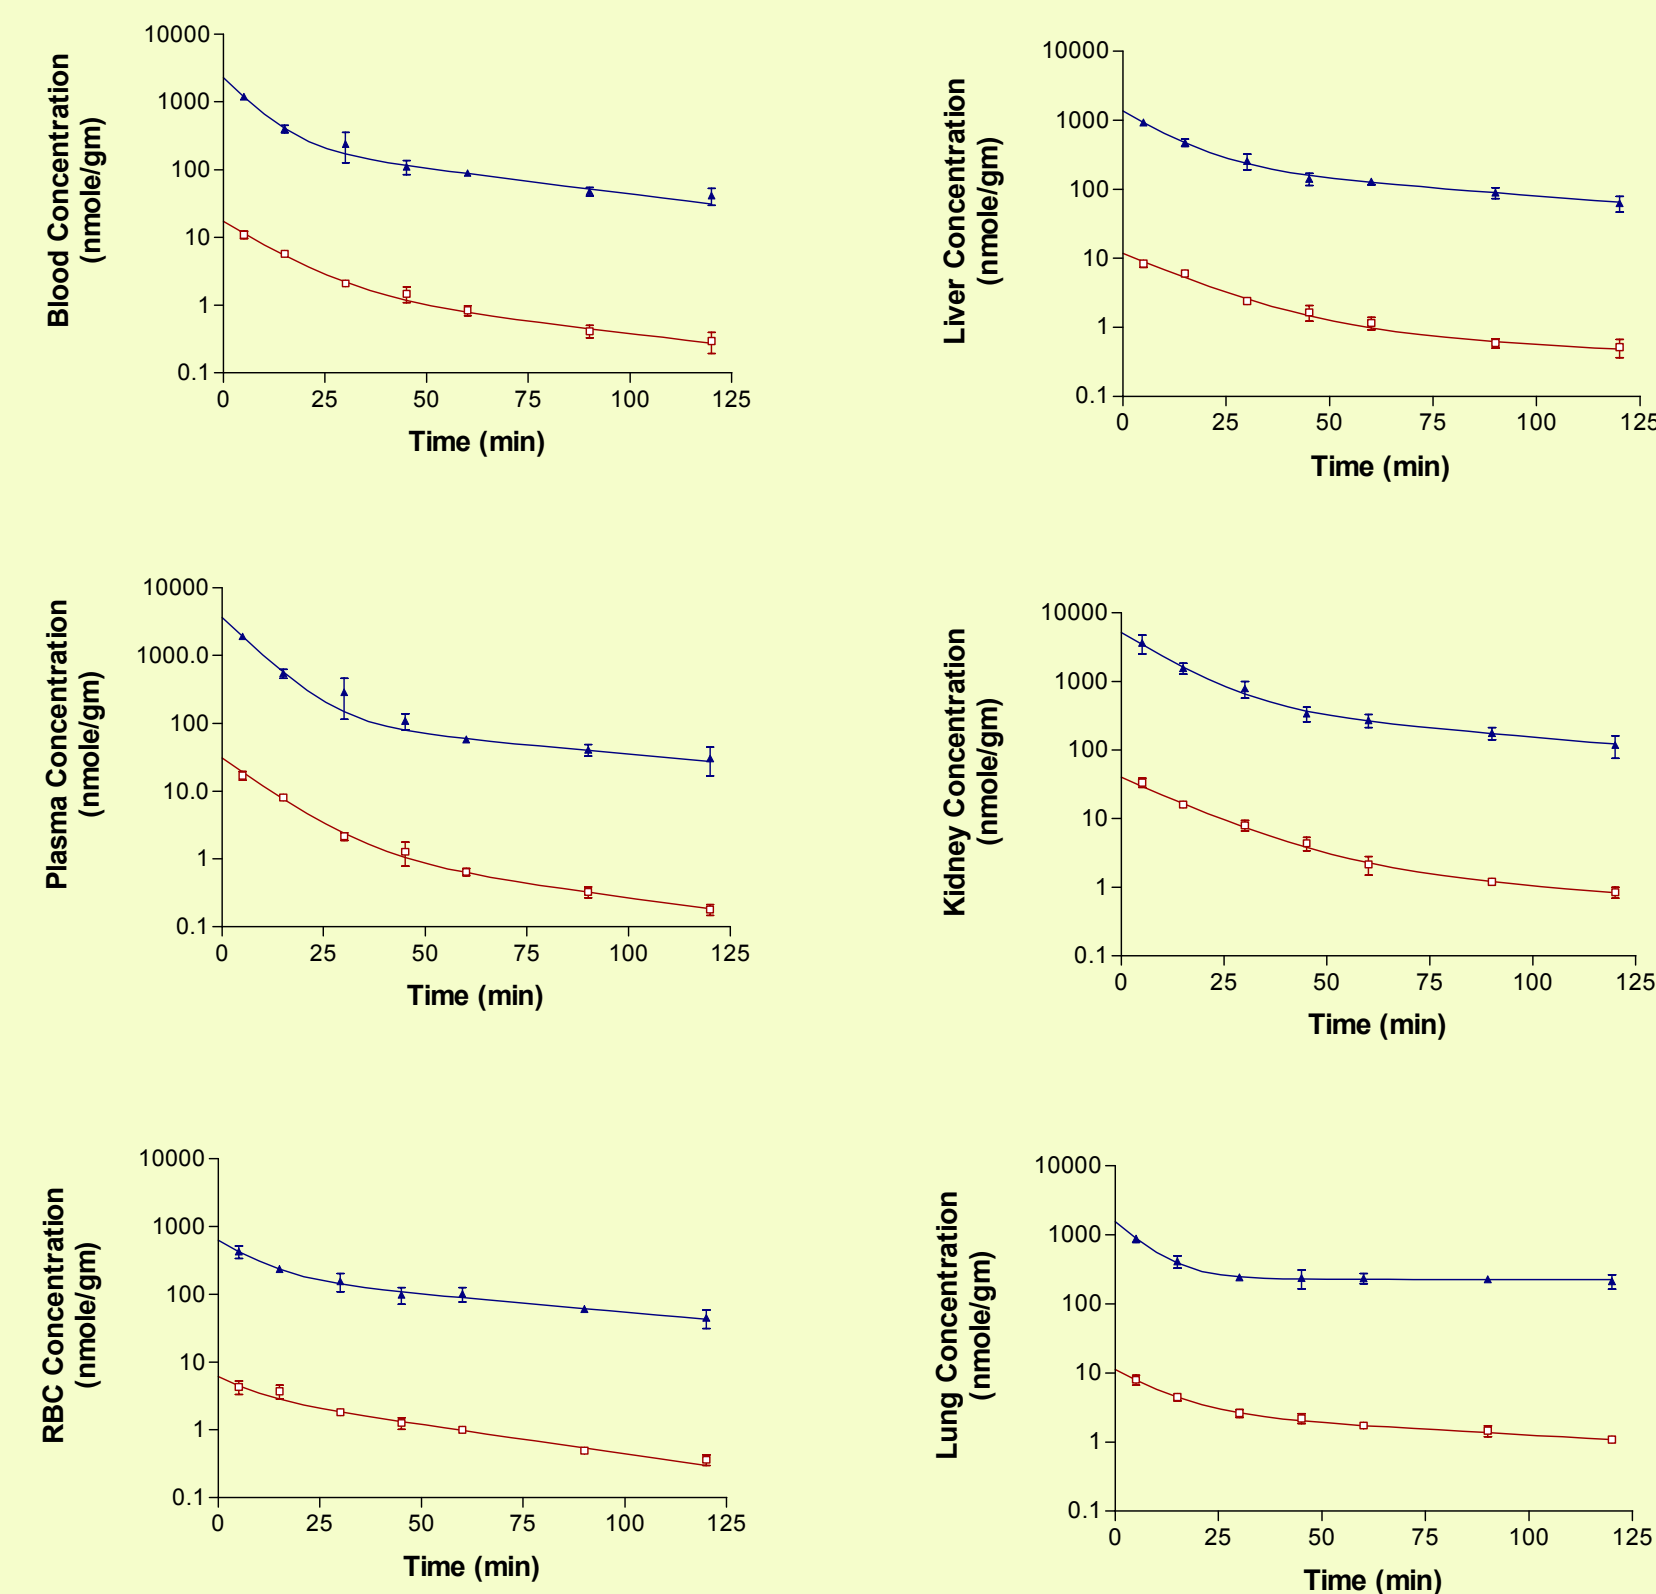 Blood Concentration
(nmole/gm)
10000
1000
100
10
1
0.1
0 25 50 75 100 125
Time (min)
Liver Concentration
(nmole/gm)
10000
1000
100
10
1
0.1
0 25 50 75 100 125
Time (min)
Plasma Concentration
(nmole/gm)
10000
1000.0
100
10.0
1
0.1
0 25 50 75 100 125
Time (min)
Kidney Concentration
(nmole/gm)
10000
1000
100
10
1
0.1
0 25 50 75 100 125
Time (min)
RBC Concentration
(nmole/gm)
10000
1000
100
10
1
0.1
0 25 50 75 100 125
Time (min)
Lung Concentration
(nmole/gm)
10000
1000
100
10
1
0.1
0 25 50 75 100 125
Time (min)